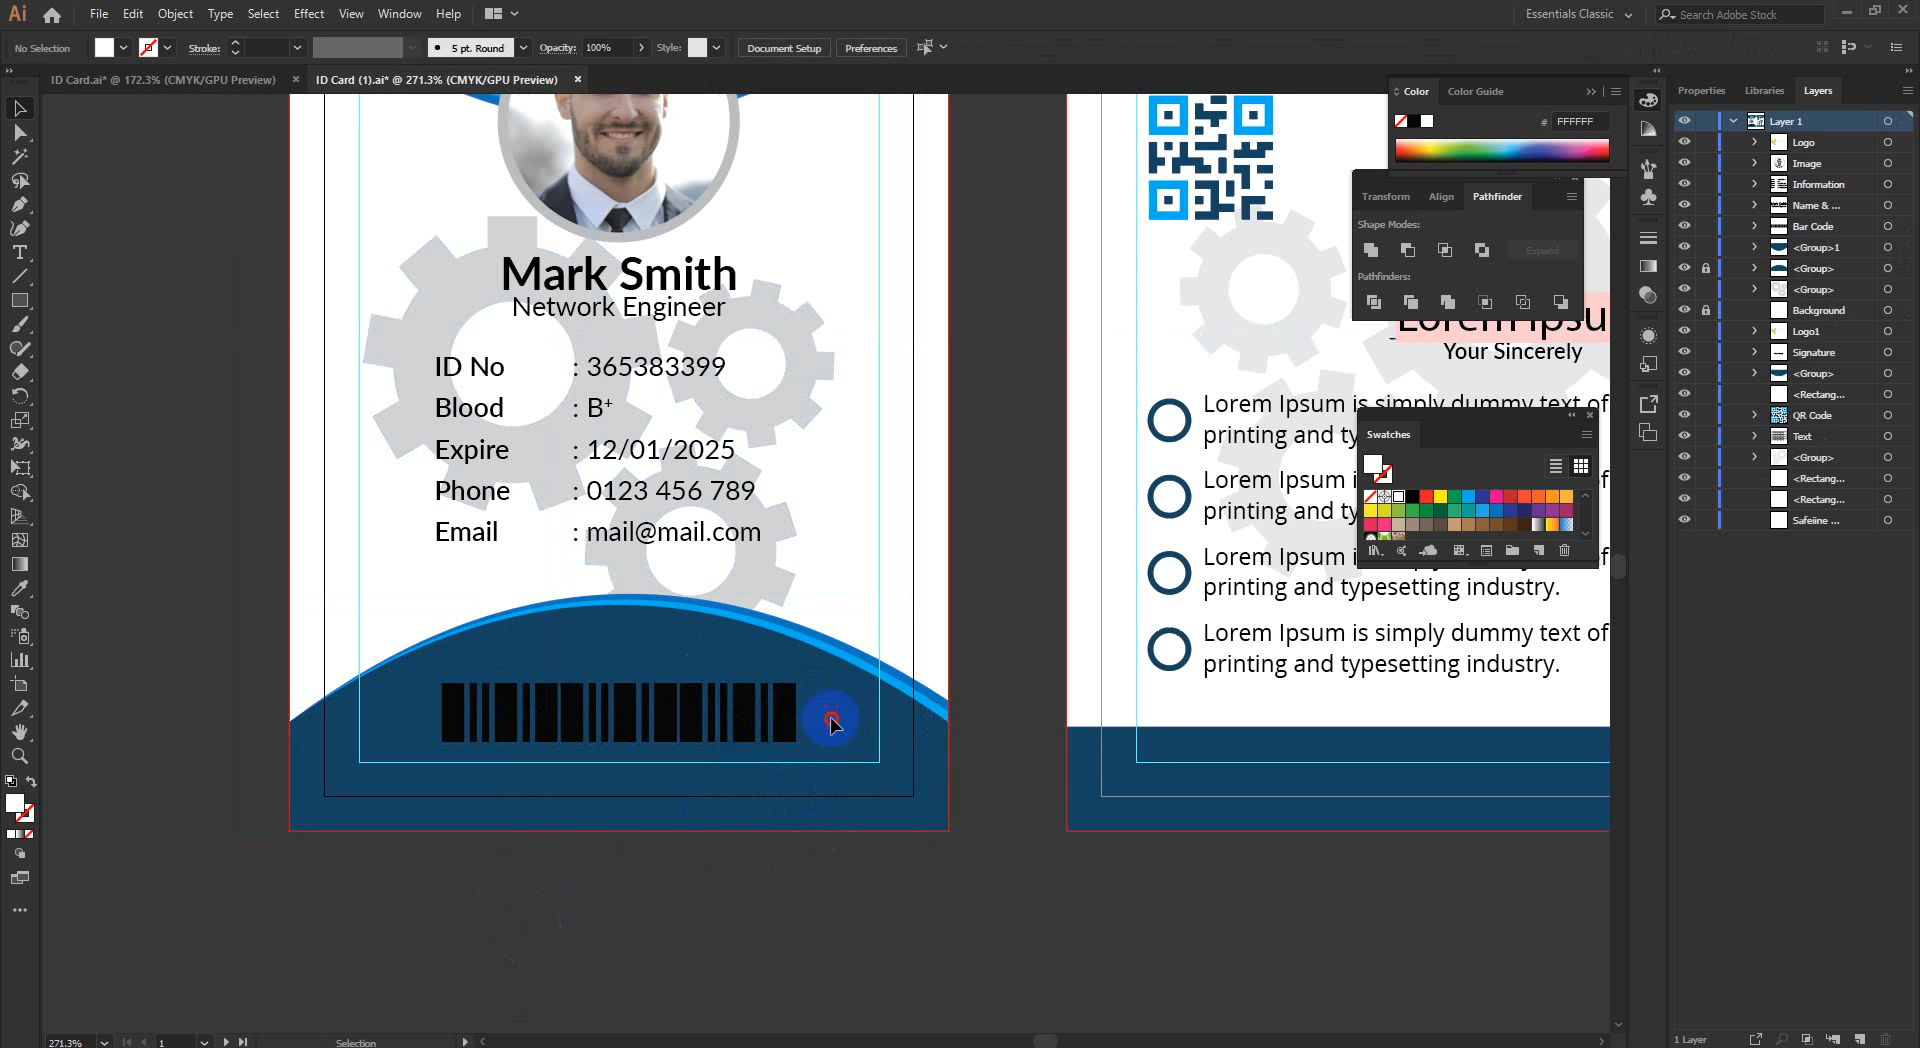 Ai File Edit Object Type Select Effect View Window Help Essentials Classic Search Adobe Stock
No Selection Stroke: 5 pt. Round Opacity: 100% Style: Document Setup Preferences
ID Card.ai* @ 172.3% (CMYK/GPU Preview) × ID Card (1).ai* @ 271.3% (CMYK/GPU Preview) ×
Color Color Guide
# FFFFFF
Transform Align Pathfinder
Shape Modes:
Expand
Pathfinders:
Swatches
Properties Libraries Layers
Layer 1
Logo
Image
Information
Name & ...
Bar Code
<Group>1
<Group>
<Group>
Background
Logo1
Signature
<Group>
<Rectang...
QR Code
Text
<Group>
<Rectang...
<Rectang...
Safeiine ...
1 Layer
Mark Smith
Network Engineer
ID No : 365383399
Blood : B+
Expire : 12/01/2025
Phone : 0123 456 789
Email : mail@mail.com
Lorem Ipsu
Your Sincerely
Lorem Ipsum is simply dummy text of
printing and ty
Lorem Ipsum i
printing and ty
Lorem Ipsum i
printing and typesetting industry.
Lorem Ipsum is simply dummy text of
printing and typesetting industry.
271.3% 1 Selection